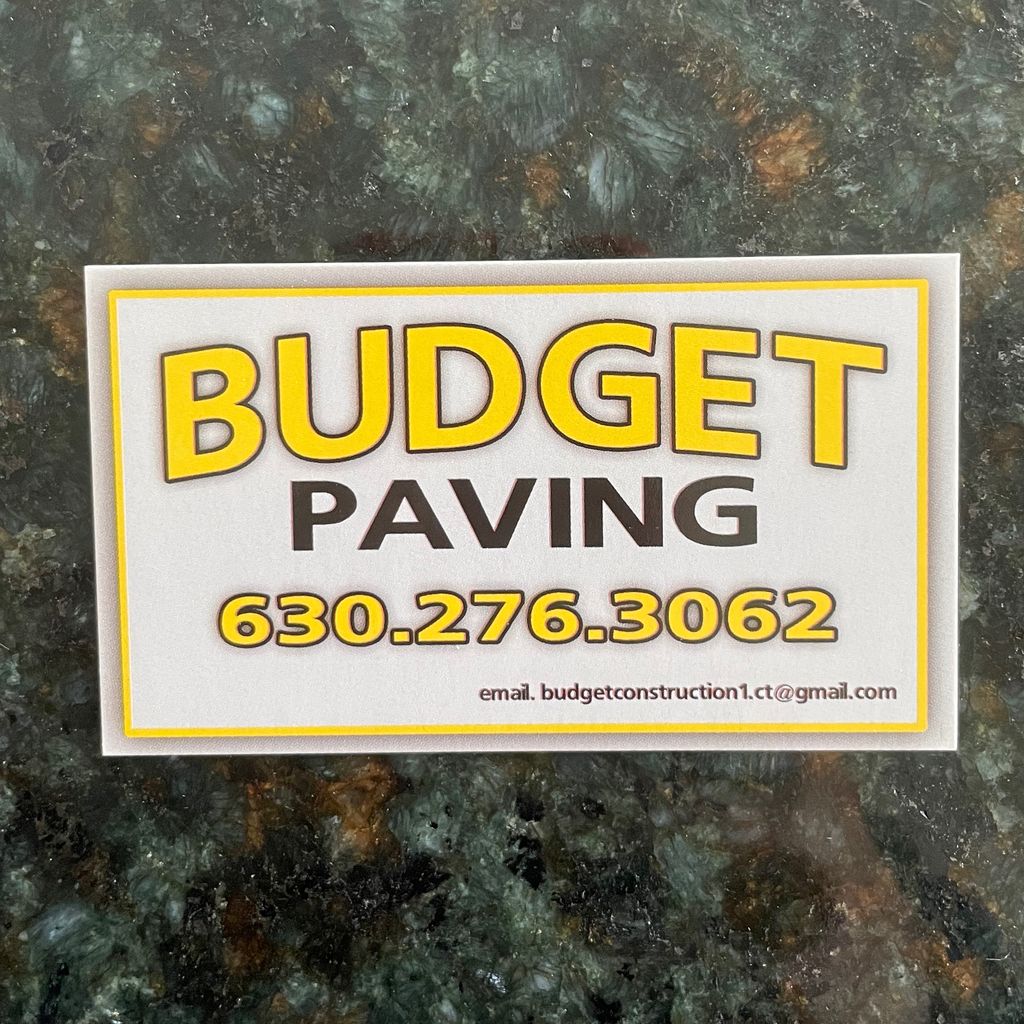 BUDGET
PAVING
630.276.3062
email. budgetconstruction1.ct@gmail.com